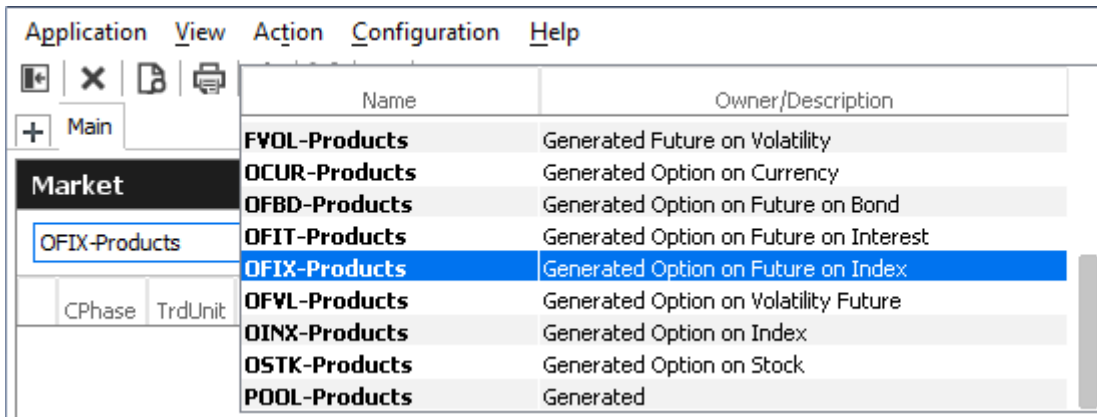 Application View Action Configuration Help
Name Owner/Description
+ Main
FVOL-Products Generated Future on Volatility
OCUR-Products Generated Option on Currency
Market
OFBD-Products Generated Option on Future on Bond
OFIX-Products
OFIT-Products Generated Option on Future on Interest
OFIX-Products Generated Option on Future on Index
CPhase TrdUnit
OFVL-Products Generated Option on Volatility Future
OINX-Products Generated Option on Index
OSTK-Products Generated Option on Stock
POOL-Products Generated